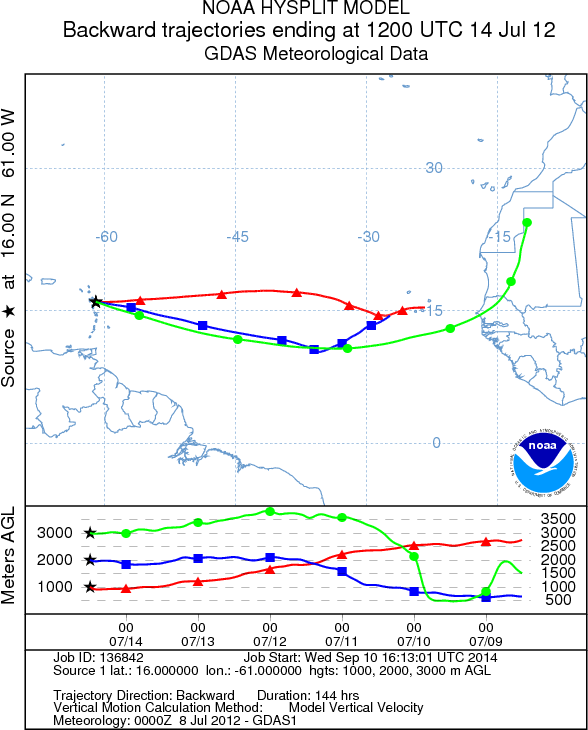 NOAA HYSPLIT MODEL
Backward trajectories ending at 1200 UTC 14 Jul 12
GDAS Meteorological Data
Source ★ at 16.00 N 61.00 W
30
-60 -45 -30 -15
15
0
noaa
Meters AGL
3000 2000 1000
3500
3000
2500
2000
1500
1000
500
00 00 00 00 00 00
07/14 07/13 07/12 07/11 07/10 07/09
Job ID: 136842 Job Start: Wed Sep 10 16:13:01 UTC 2014
Source 1 lat.: 16.000000 lon.: -61.000000 hgts: 1000, 2000, 3000 m AGL
Trajectory Direction: Backward Duration: 144 hrs
Vertical Motion Calculation Method: Model Vertical Velocity
Meteorology: 0000Z 8 Jul 2012 - GDAS1